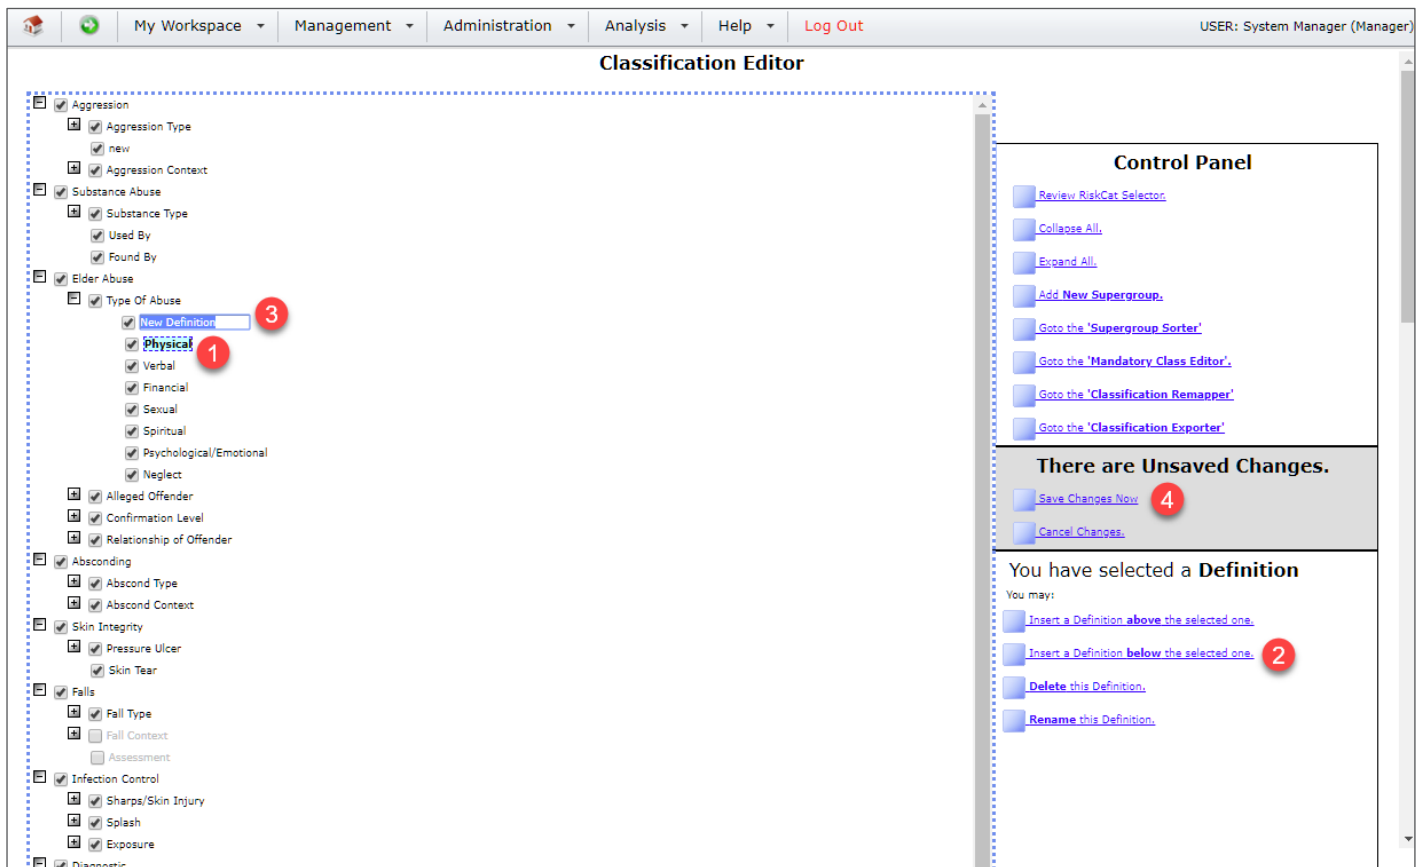 My Workspace Management Administration Analysis Help Log Out USER: System Manager (Manager)
Classification Editor
Aggression
Aggression Type
new
Aggression Context
Substance Abuse
Substance Type
Used By
Found By
Elder Abuse
Type Of Abuse
New Definition 3
Physical 1
Verbal
Financial
Sexual
Spiritual
Psychological/Emotional
Neglect
Alleged Offender
Confirmation Level
Relationship of Offender
Absconding
Abscond Type
Abscond Context
Skin Integrity
Pressure Ulcer
Skin Tear
Falls
Fall Type
Fall Context
Assessment
Infection Control
Sharps/Skin Injury
Splash
Exposure
Diagnostic
Control Panel
Review RiskCat Selector.
Collapse All.
Expand All.
Add New Supergroup.
Goto the 'Supergroup Sorter'
Goto the 'Mandatory Class Editor'.
Goto the 'Classification Remapper'
Goto the 'Classification Exporter'
There are Unsaved Changes.
Save Changes Now 4
Cancel Changes.
You have selected a Definition
You may:
Insert a Definition above the selected one.
Insert a Definition below the selected one. 2
Delete this Definition.
Rename this Definition.